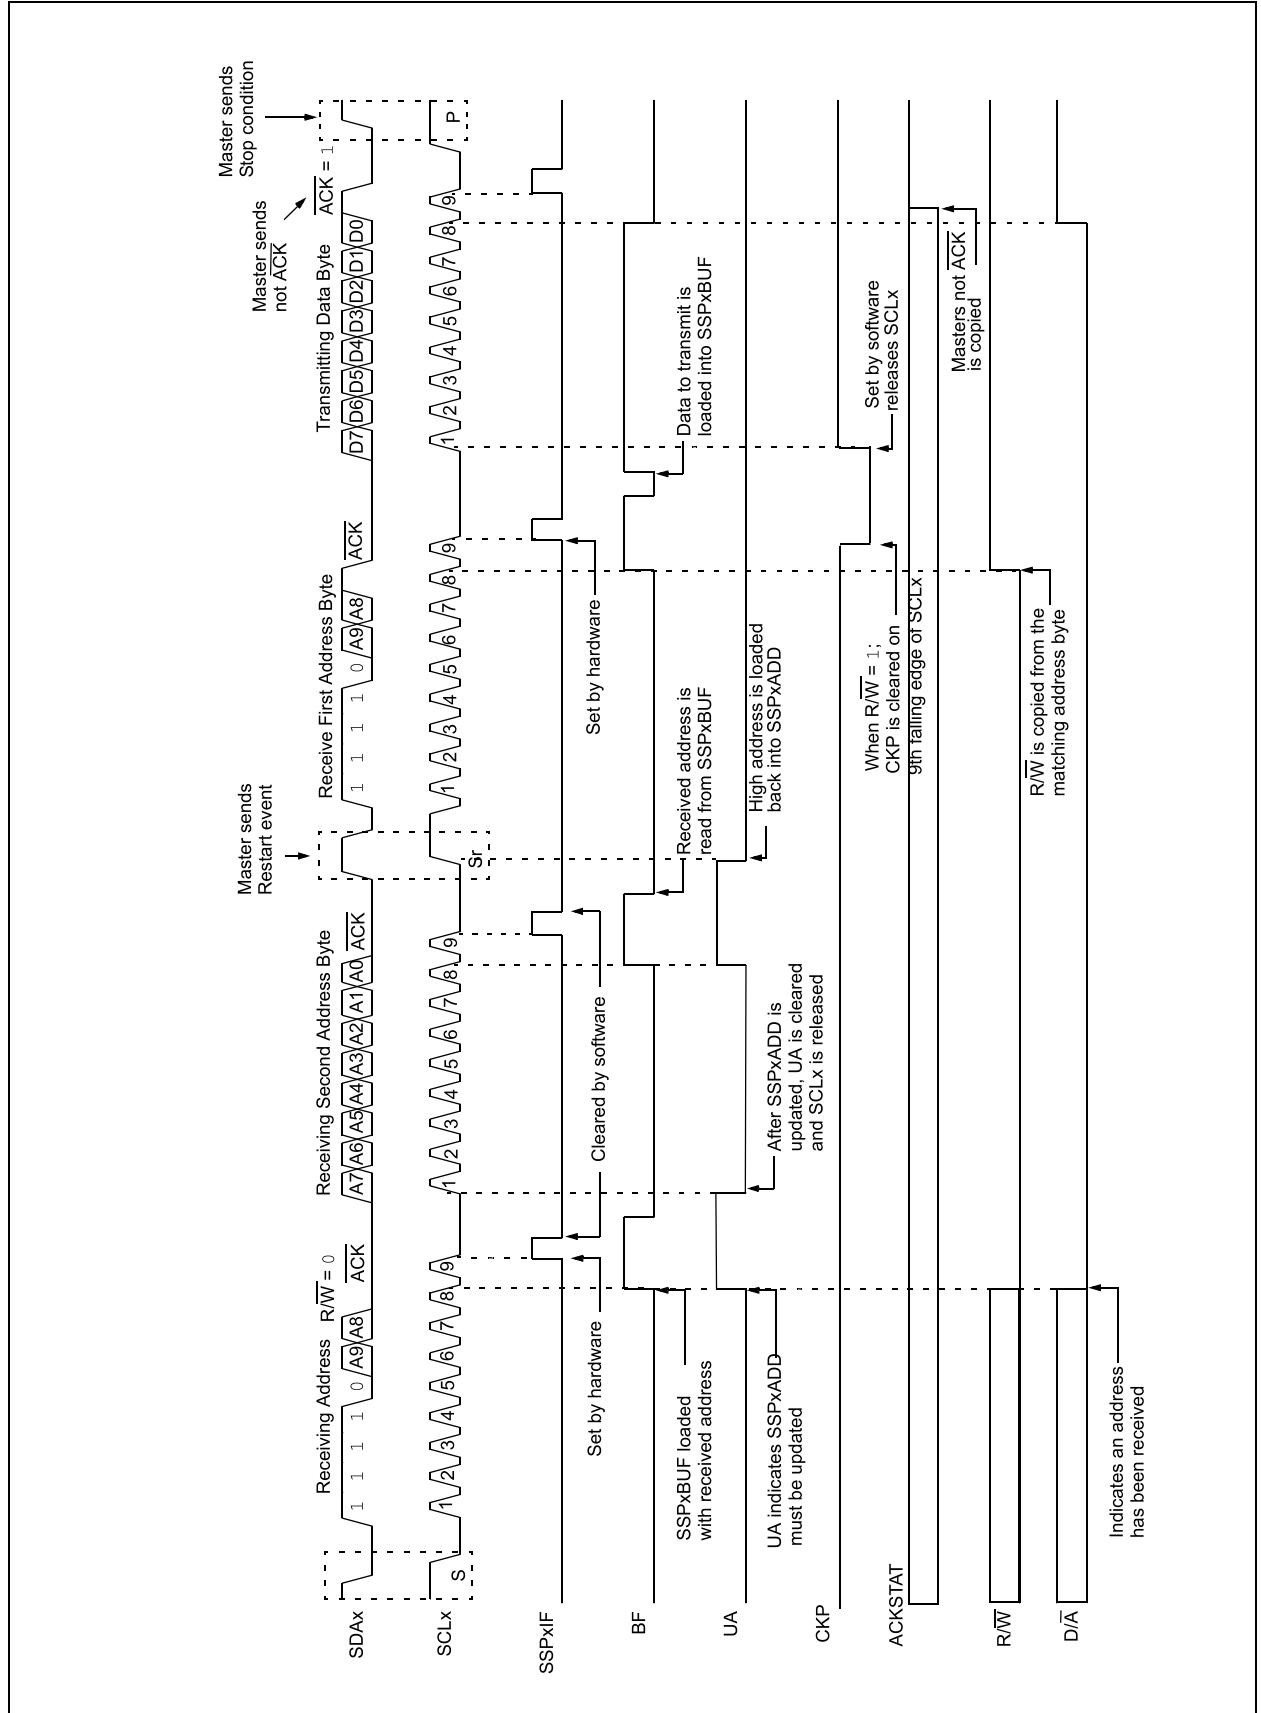 Master sends
Stop condition
Master sends
not ACK
ACK = 1
Master sends
Restart event
Receiving Address
R/W = 0
ACK
Receiving Second Address Byte
ACK
Receive First Address Byte
ACK
Transmitting Data Byte
SDAx
1 1 1 1 0 A9 A8
A7 A6 A5 A4 A3 A2 A1 A0
1 1 1 1 0 A9 A8
D7 D6 D5 D4 D3 D2 D1 D0
SCLx
S
1 2 3 4 5 6 7 8 9
1 2 3 4 5 6 7 8 9
Sr
1 2 3 4 5 6 7 8 9
1 2 3 4 5 6 7 8 9
P
SSPxIF
Set by hardware
Cleared by software
Set by hardware
BF
SSPxBUF loaded
with received address
Received address is
read from SSPxBUF
Data to transmit is
loaded into SSPxBUF
UA
UA indicates SSPxADD
must be updated
After SSPxADD is
updated, UA is cleared
and SCLx is released
High address is loaded
back into SSPxADD
CKP
When R/W = 1;
CKP is cleared on
9th falling edge of SCLx
Set by software
releases SCLx
ACKSTAT
Masters not ACK
is copied
R/W
R/W is copied from the
matching address byte
D/A
Indicates an address
has been received